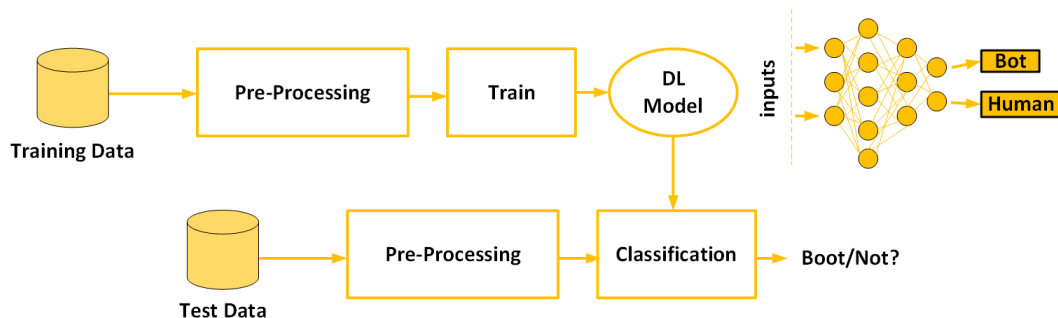 Training Data
Pre-Processing
Train
DL
Model
inputs
Bot
Human
Test Data
Pre-Processing
Classification
Boot/Not?